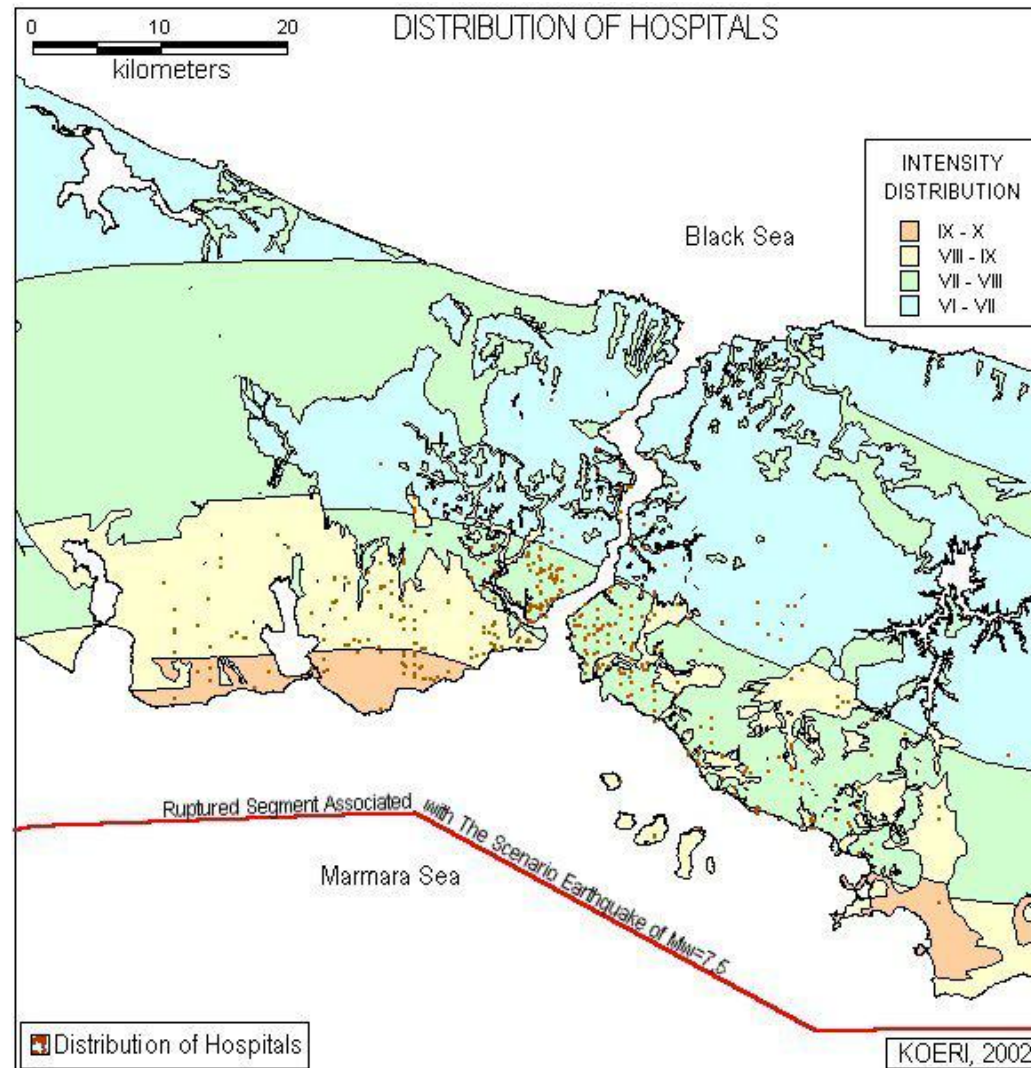 DISTRIBUTION OF HOSPITALS
0 10 20
kilometers
INTENSITY
DISTRIBUTION
IX - X
VIII - IX
VII - VIII
VI - VII
Black Sea
Ruptured Segment Associated with The Scenario Earthquake of Mw=7.5
Marmara Sea
Distribution of Hospitals
KOERI, 2002